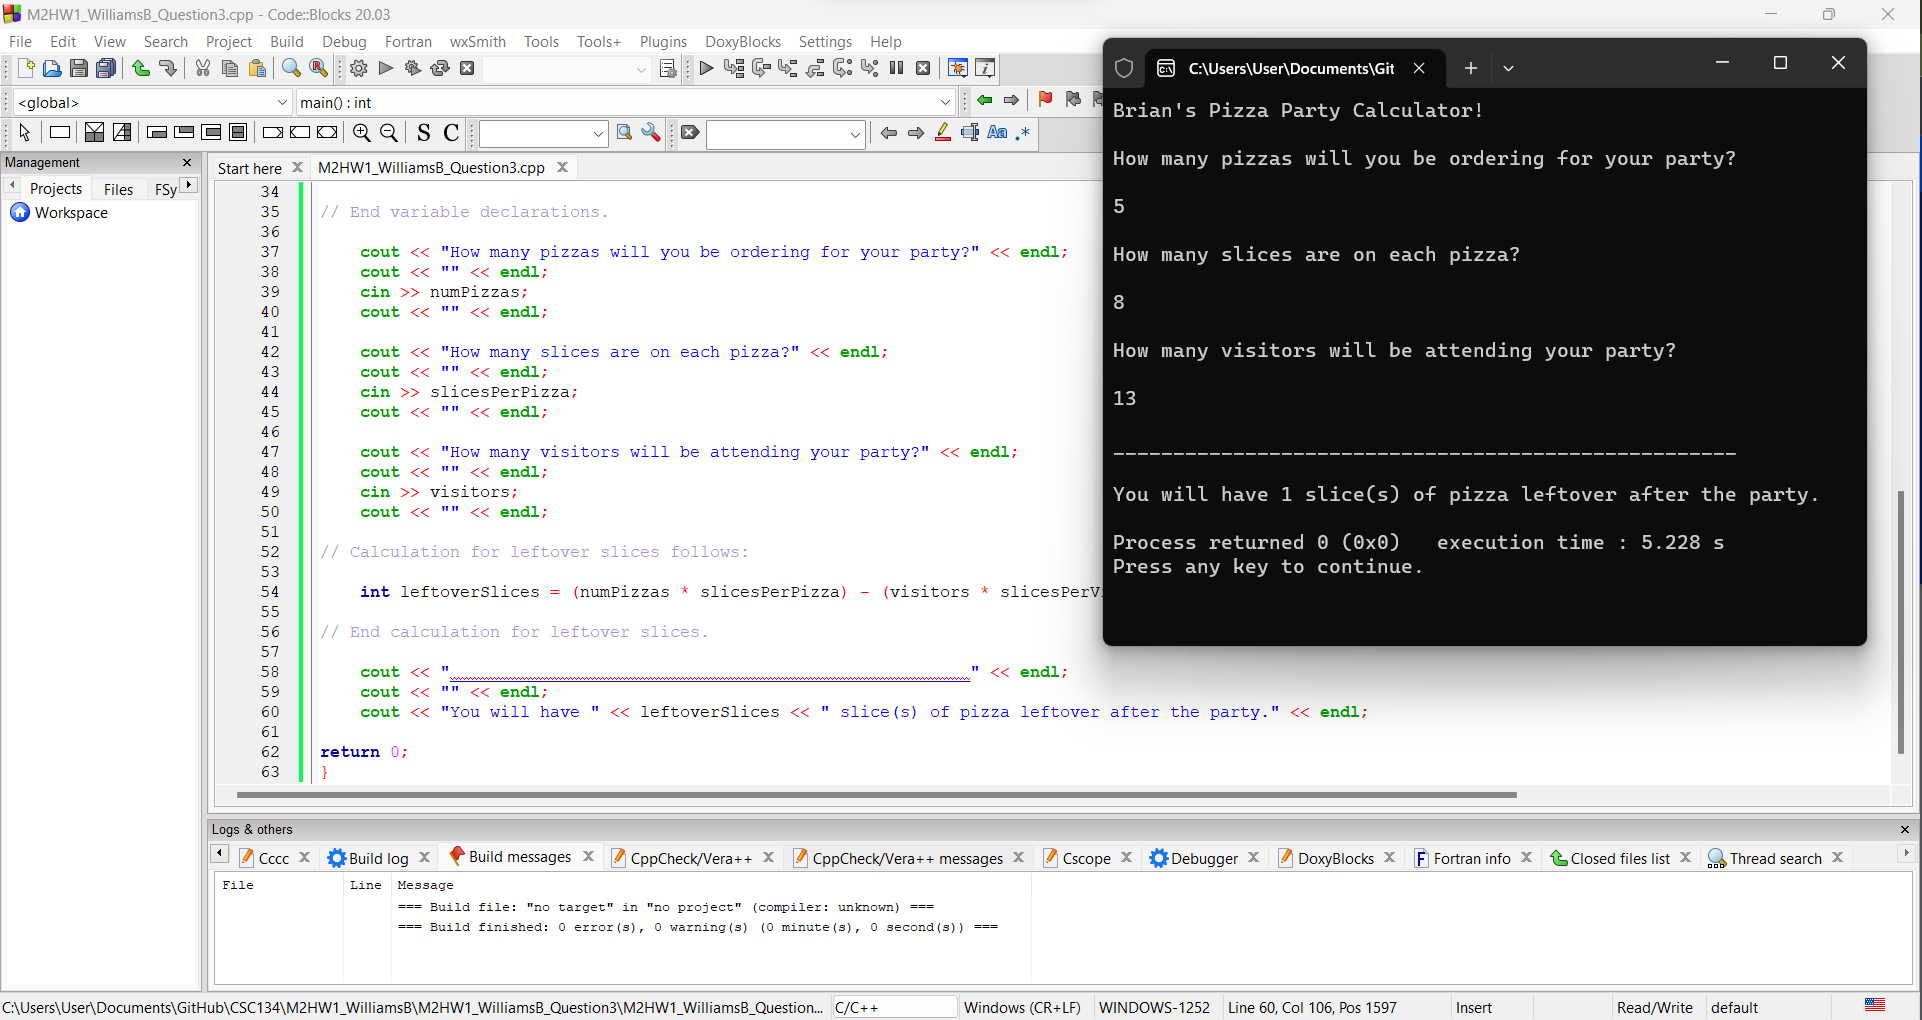 M2HW1_WilliamsB_Question3.cpp - Code::Blocks 20.03
File Edit View Search Project Build Debug Fortran wxSmith Tools Tools+ Plugins DoxyBlocks Settings Help
<global> main() : int
S C
Aa .*
Management
Projects Files FSy
Workspace
Start here M2HW1_WilliamsB_Question3.cpp
34
35 // End variable declarations.
36
37 cout << "How many pizzas will you be ordering for your party?" << endl;
38 cout << "" << endl;
39 cin >> numPizzas;
40 cout << "" << endl;
41
42 cout << "How many slices are on each pizza?" << endl;
43 cout << "" << endl;
44 cin >> slicesPerPizza;
45 cout << "" << endl;
46
47 cout << "How many visitors will be attending your party?" << endl;
48 cout << "" << endl;
49 cin >> visitors;
50 cout << "" << endl;
51
52 // Calculation for leftover slices follows:
53
54 int leftoverSlices = (numPizzas * slicesPerPizza) - (visitors * slicesPerVi
55
56 // End calculation for leftover slices.
57
58 cout << "____________________________________________________" << endl;
59 cout << "" << endl;
60 cout << "You will have " << leftoverSlices << " slice(s) of pizza leftover after the party." << endl;
61
62 return 0;
63 }
C:\Users\User\Documents\Git
Brian's Pizza Party Calculator!
How many pizzas will you be ordering for your party?
5
How many slices are on each pizza?
8
How many visitors will be attending your party?
13
____________________________________________________
You will have 1 slice(s) of pizza leftover after the party.
Process returned 0 (0x0) execution time : 5.228 s
Press any key to continue.
Logs & others
Cccc Build log Build messages CppCheck/Vera++ CppCheck/Vera++ messages Cscope Debugger DoxyBlocks Fortran info Closed files list Thread search
File Line Message
=== Build file: "no target" in "no project" (compiler: unknown) ===
=== Build finished: 0 error(s), 0 warning(s) (0 minute(s), 0 second(s)) ===
C:\Users\User\Documents\GitHub\CSC134\M2HW1_WilliamsB\M2HW1_WilliamsB_Question3\M2HW1_WilliamsB_Question... C/C++ Windows (CR+LF) WINDOWS-1252 Line 60, Col 106, Pos 1597 Insert Read/Write default